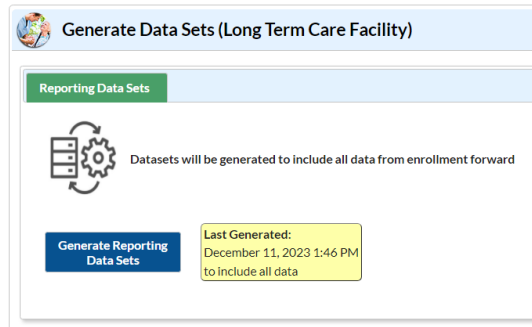 Generate Data Sets (Long Term Care Facility)
Reporting Data Sets
Datasets will be generated to include all data from enrollment forward
Generate Reporting
Data Sets
Last Generated:
December 11, 2023 1:46 PM
to include all data